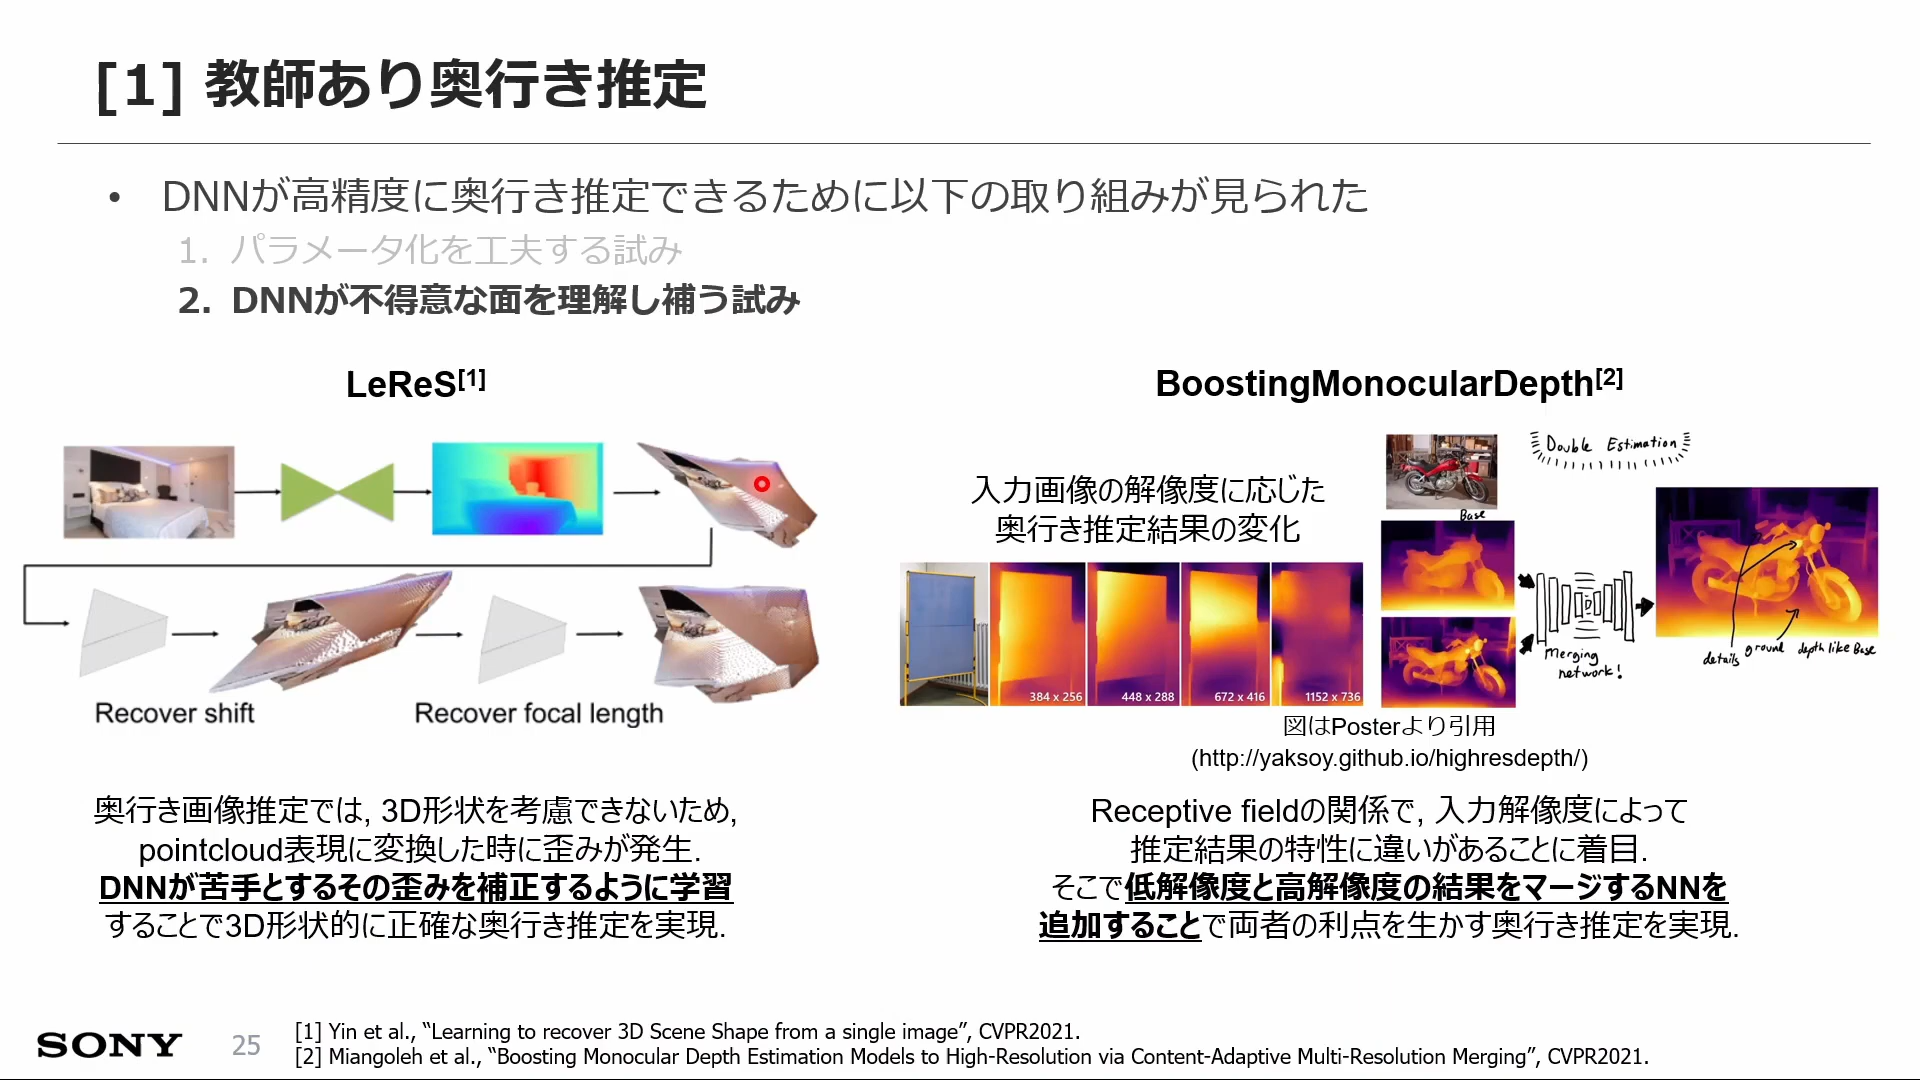 [1] 教師あり奥行き推定
• DNNが高精度に奥行き推定できるために以下の取り組みが見られた
1. パラメータ化を工夫する試み
2. DNNが不得意な面を理解し補う試み
LeReS[1]
Recover shift
Recover focal length
奥行き画像推定では, 3D形状を考慮できないため,
pointcloud表現に変換した時に歪みが発生.
DNNが苦手とするその歪みを補正するように学習
することで3D形状的に正確な奥行き推定を実現.
BoostingMonocularDepth[2]
入力画像の解像度に応じた
奥行き推定結果の変化
384 x 256
448 x 288
672 x 416
1152 x 736
Double Estimation
Base
Merging
network!
details
ground
depth like Base
図はPosterより引用
(http://yaksoy.github.io/highresdepth/)
Receptive fieldの関係で, 入力解像度によって
推定結果の特性に違いがあることに着目.
そこで低解像度と高解像度の結果をマージするNNを
追加することで両者の利点を生かす奥行き推定を実現.
SONY
25
[1] Yin et al., “Learning to recover 3D Scene Shape from a single image”, CVPR2021.
[2] Miangoleh et al., “Boosting Monocular Depth Estimation Models to High-Resolution via Content-Adaptive Multi-Resolution Merging”, CVPR2021.